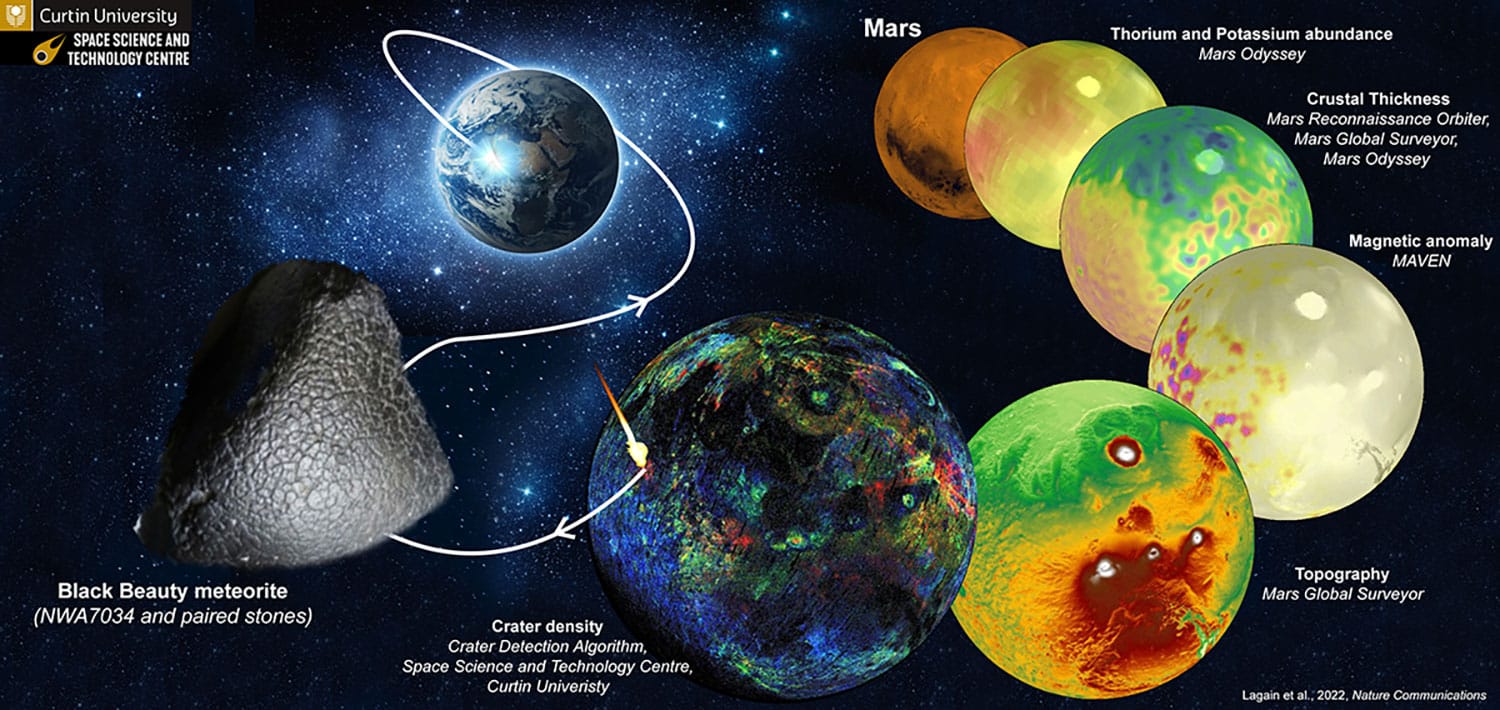 Curtin University
SPACE SCIENCE AND
TECHNOLOGY CENTRE
Mars
Thorium and Potassium abundance
Mars Odyssey
Crustal Thickness
Mars Reconnaissance Orbiter,
Mars Global Surveyor,
Mars Odyssey
Magnetic anomaly
MAVEN
Topography
Mars Global Surveyor
Black Beauty meteorite
(NWA7034 and paired stones)
Crater density
Crater Detection Algorithm,
Space Science and Technology Centre,
Curtin Univeristy
Lagain et al., 2022, Nature Communications